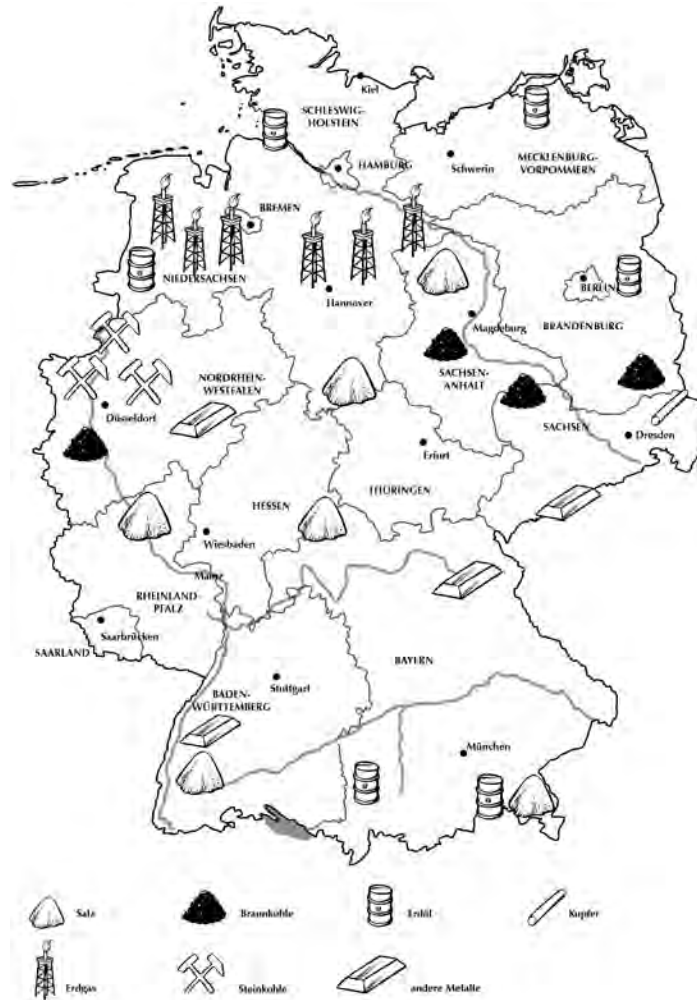 Kiel
SCHLESWIG-
HOLSTEIN
HAMBURG
Schwerin
MECKLENBURG-
VORPOMMERN
BREMEN
NIEDERSACHSEN
Hannover
BERLIN
BRANDENBURG
Magdeburg
SACHSEN-
ANHALT
NORDRHEIN-
WESTFALEN
Düsseldorf
SACHSEN
Dresden
Erfurt
THÜRINGEN
HESSEN
Wiesbaden
Mainz
RHEINLAND
PFALZ
Saarbrücken
SAARLAND
BAYERN
Stuttgart
BADEN-
WÜRTTEMBERG
München
Salz
Braunkohle
Erdöl
Kupfer
Erdgas
Steinkohle
andere Metalle